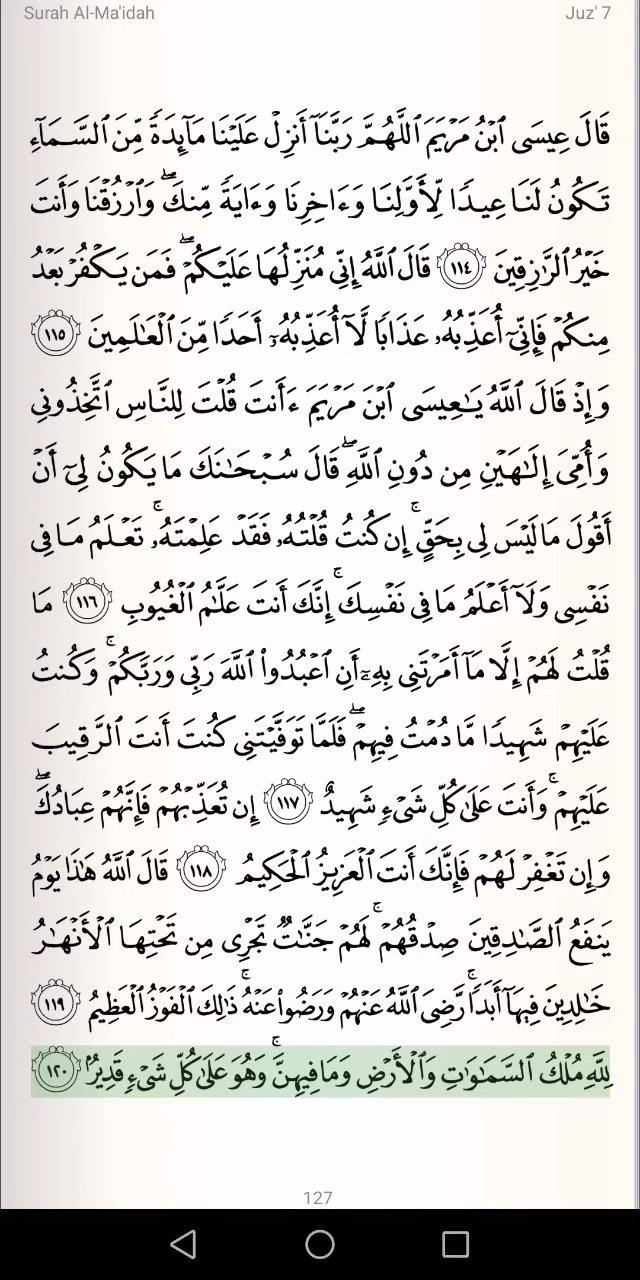 Surah Al-Ma'idah
Juz' 7
قَالَ عِيسَى ٱبْنُ مَرْيَمَ ٱللَّهُمَّ رَبَّنَآ أَنزِلْ عَلَيْنَا مَآئِدَةً مِّنَ ٱلسَّمَآءِ
تَكُونُ لَنَا عِيدًا لِّأَوَّلِنَا وَءَاخِرِنَا وَءَايَةً مِّنكَ ۖ وَٱرْزُقْنَا وَأَنتَ
خَيْرُ ٱلرَّٰزِقِينَ ١١٤ قَالَ ٱللَّهُ إِنِّى مُنَزِّلُهَا عَلَيْكُمْ ۖ فَمَن يَكْفُرْ بَعْدُ
مِنكُمْ فَإِنِّىٓ أُعَذِّبُهُۥ عَذَابًا لَّآ أُعَذِّبُهُۥٓ أَحَدًا مِّنَ ٱلْعَٰلَمِينَ ١١٥
وَإِذْ قَالَ ٱللَّهُ يَٰعِيسَى ٱبْنَ مَرْيَمَ ءَأَنتَ قُلْتَ لِلنَّاسِ ٱتَّخِذُونِى
وَأُمِّىَ إِلَٰهَيْنِ مِن دُونِ ٱللَّهِ ۖ قَالَ سُبْحَٰنَكَ مَا يَكُونُ لِىٓ أَنْ
أَقُولَ مَا لَيْسَ لِى بِحَقٍّ ۚ إِن كُنتُ قُلْتُهُۥ فَقَدْ عَلِمْتَهُۥ ۚ تَعْلَمُ مَا فِى
نَفْسِى وَلَآ أَعْلَمُ مَا فِى نَفْسِكَ ۚ إِنَّكَ أَنتَ عَلَّٰمُ ٱلْغُيُوبِ ١١٦ مَا
قُلْتُ لَهُمْ إِلَّا مَآ أَمَرْتَنِى بِهِۦٓ أَنِ ٱعْبُدُوا۟ ٱللَّهَ رَبِّى وَرَبَّكُمْ ۚ وَكُنتُ
عَلَيْهِمْ شَهِيدًا مَّا دُمْتُ فِيهِمْ ۖ فَلَمَّا تَوَفَّيْتَنِى كُنتَ أَنتَ ٱلرَّقِيبَ
عَلَيْهِمْ ۚ وَأَنتَ عَلَىٰ كُلِّ شَىْءٍ شَهِيدٌ ١١٧ إِن تُعَذِّبْهُمْ فَإِنَّهُمْ عِبَادُكَ ۖ
وَإِن تَغْفِرْ لَهُمْ فَإِنَّكَ أَنتَ ٱلْعَزِيزُ ٱلْحَكِيمُ ١١٨ قَالَ ٱللَّهُ هَٰذَا يَوْمُ
يَنفَعُ ٱلصَّٰدِقِينَ صِدْقُهُمْ ۚ لَهُمْ جَنَّٰتٌ تَجْرِى مِن تَحْتِهَا ٱلْأَنْهَٰرُ
خَٰلِدِينَ فِيهَآ أَبَدًا ۚ رَّضِىَ ٱللَّهُ عَنْهُمْ وَرَضُوا۟ عَنْهُ ۚ ذَٰلِكَ ٱلْفَوْزُ ٱلْعَظِيمُ ١١٩
لِلَّهِ مُلْكُ ٱلسَّمَٰوَٰتِ وَٱلْأَرْضِ وَمَا فِيهِنَّ ۚ وَهُوَ عَلَىٰ كُلِّ شَىْءٍ قَدِيرٌۢ ١٢٠
127